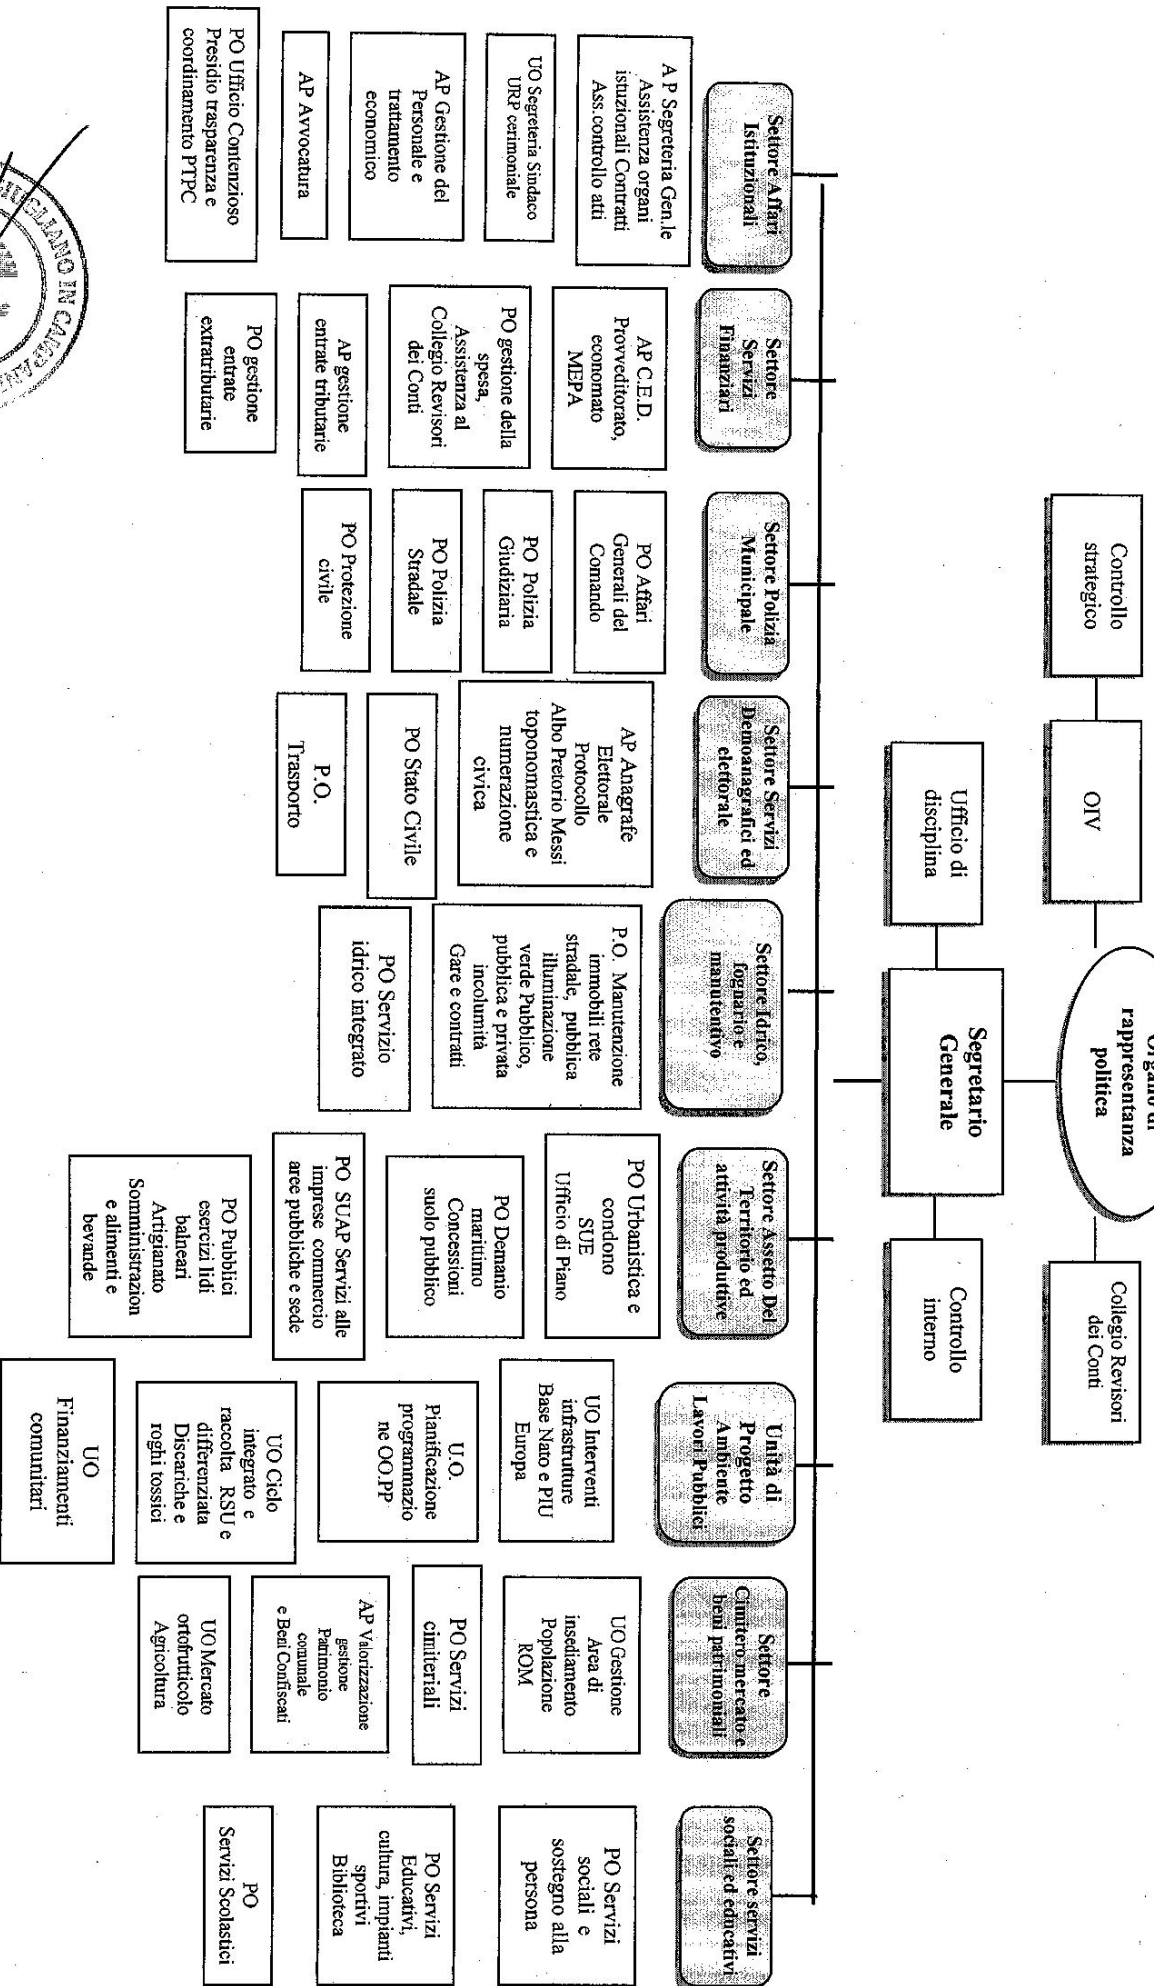 Organo di
rappresentanza
politica
Controllo
strategico
OIV
Collegio Revisori
dei Conti
Ufficio di
disciplina
Segretario
Generale
Controllo
interno
Settore Affari
Istituzionali
A P Segreteria Gen.le
Assistenza organi
istuzionali Contratti
Ass.controllo atti
UO Segreteria Sindaco
URP cerimoniale
AP Gestione del
Personale e
trattamento
economico
AP Avvocatura
PO Ufficio Contenzioso
Presidio trasparenza e
coordinamento PTPC
Settore
Servizi
Finanziari
AP C.E.D.
Provveditorato,
economato
MEPA
PO gestione della
spesa,
Assistenza al
Collegio Revisori
dei Conti
AP gestione
entrate tributarie
PO gestione
entrate
extratributarie
Settore Polizia
Municipale
PO Affari
Generali del
Comando
PO Polizia
Giudiziaria
PO Polizia
Stradale
PO Protezione
civile
Settore Servizi
Demoanagrafici ed
elettorale
AP Anagrafe
Elettorale
Protocollo
Albo Pretorio Messi
toponomastica e
numerazione
civica
PO Stato Civile
P.O.
Trasporto
Settore Idrico,
fognario e
manutentivo
P.O. Manutenzione
immobili rete
stradale, pubblica
illuminazione
verde Pubblico,
pubblica e privata
incolumità
Gare e contratti
PO Servizio
idrico integrato
Settore Assetto Del
Territorio ed
attività produttive
PO Urbanistica e
condono
SUE
Ufficio di Piano
PO Demanio
marittimo
Concessioni
suolo pubblico
PO SUAP Servizi alle
imprese commercio
aree pubbliche e sede
PO Pubblici
esercizi lidi
balneari
Artigianato
Somministrazion
e alimenti e
bevande
Unità di
Progetto
Ambiente
Lavori Pubblici
UO Interventi
infrastrutture
Base Nato e PIU
Europa
U.O.
Pianificazione
programmazio
ne OO.PP
UO Ciclo
integrato e
raccolta RSU e
differenziata
Discariche e
roghi tossici
UO
Finanziamenti
comunitari
Settore
Cimitero mercato e
beni patrimoniali
UO Gestione
Area di
insediamento
Popolazione
ROM
PO Servizi
cimiteriali
AP Valorizzazione
gestione
Patrimonio
comunale
e Beni Confiscati
UO Mercato
ortofrutticolo
Agricoltura
Settore servizi
sociali ed educativi
PO Servizi
sociali e
sostegno alla
persona
PO Servizi
Educativi,
cultura, impianti
sportivi
Biblioteca
PO
Servizi Scolastici
IN